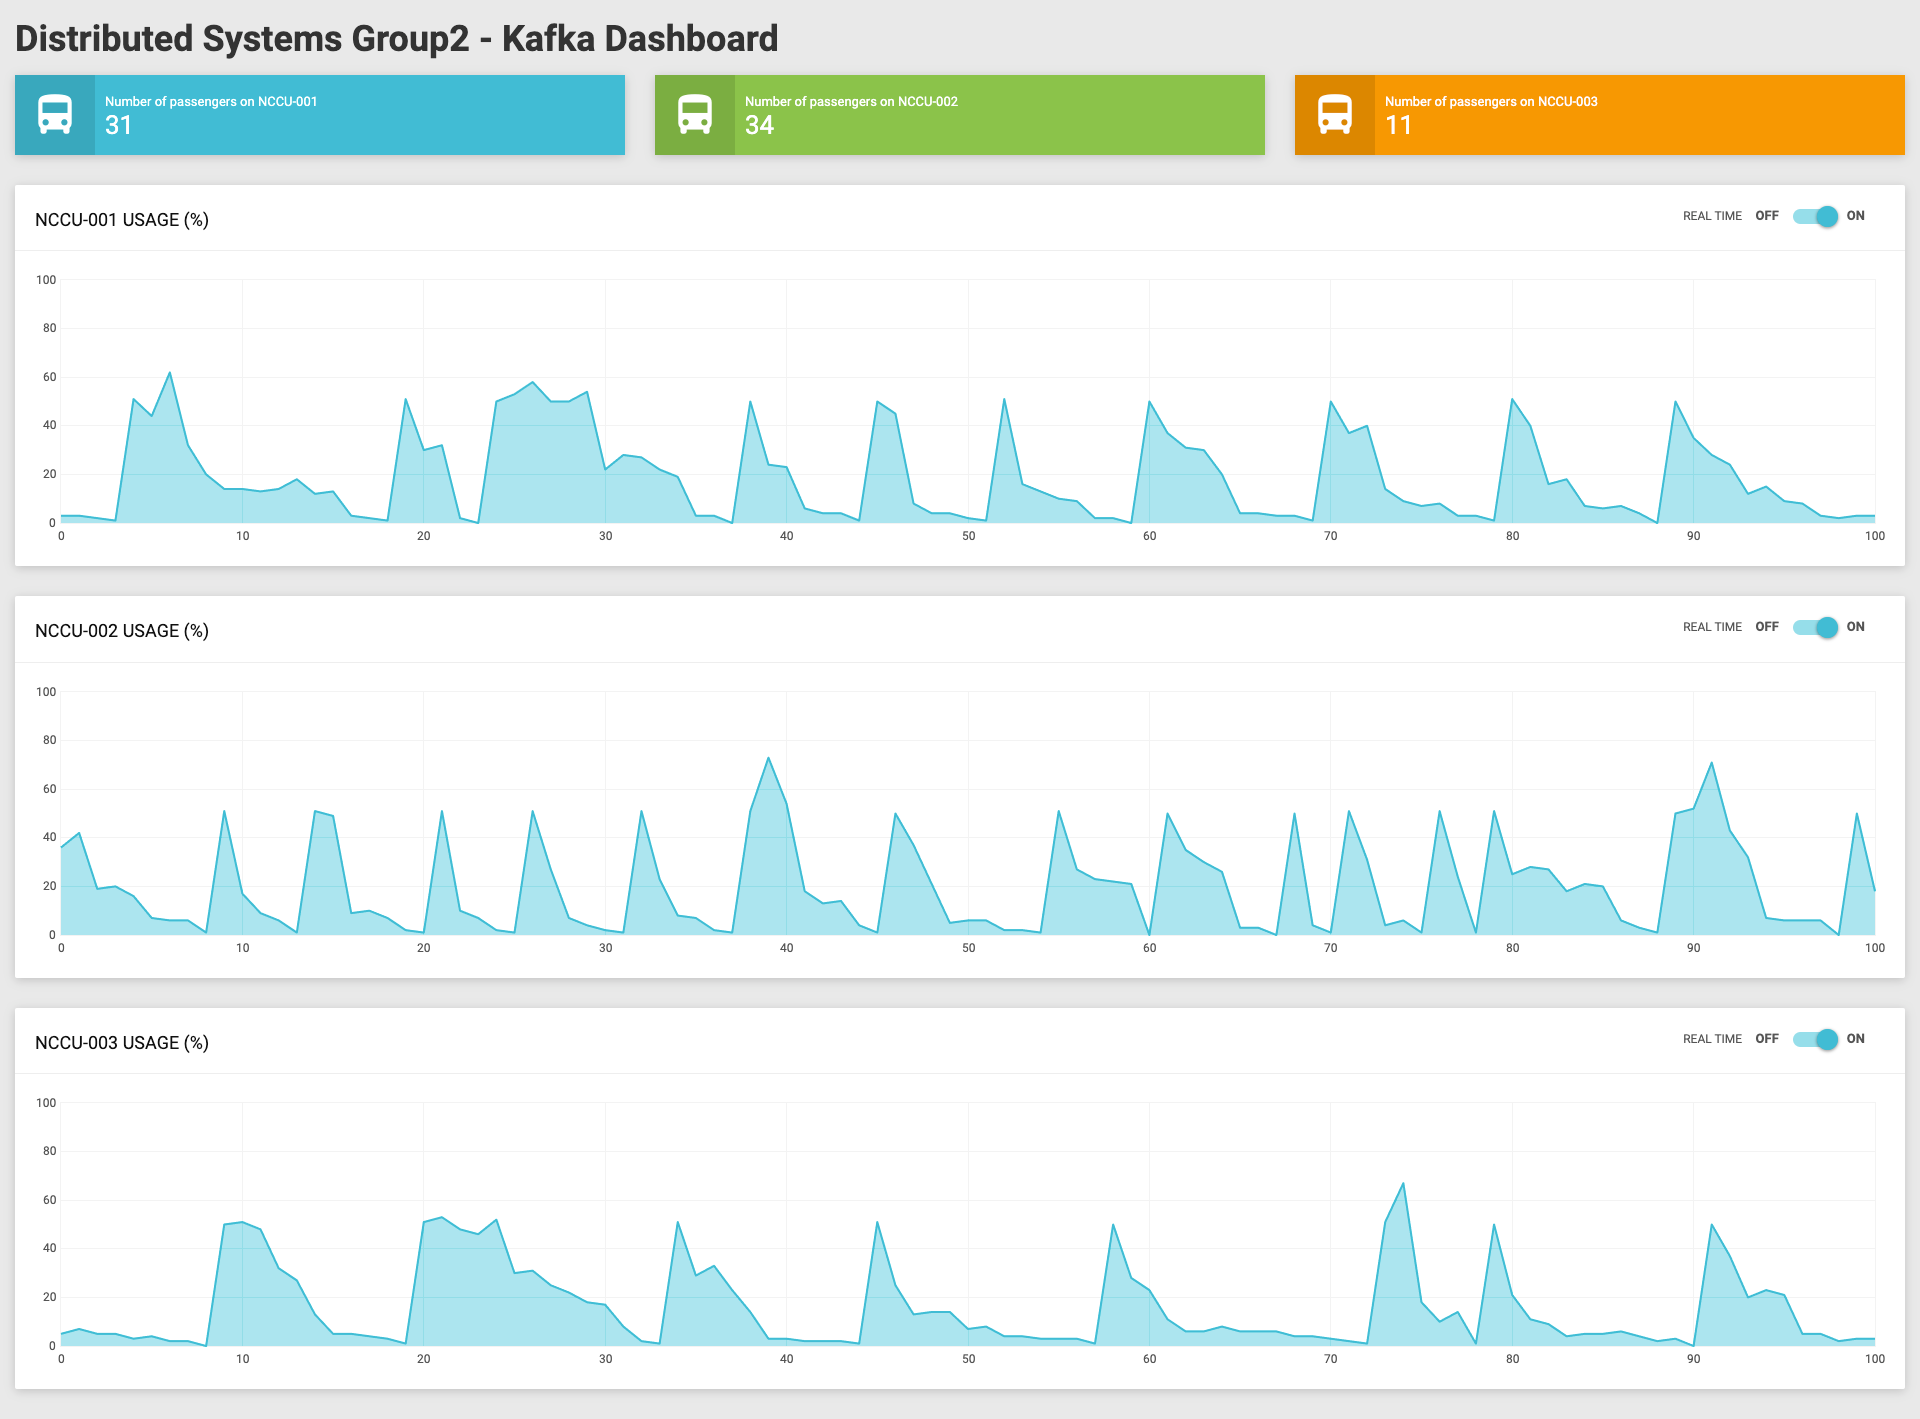 Distributed Systems Group2 - Kafka Dashboard
Number of passengers on NCCU-001
31
Number of passengers on NCCU-002
34
Number of passengers on NCCU-003
11
NCCU-001 USAGE (%)
REAL TIME OFF ON
100
80
60
40
20
0
0 10 20 30 40 50 60 70 80 90 100
NCCU-002 USAGE (%)
REAL TIME OFF ON
100
80
60
40
20
0
0 10 20 30 40 50 60 70 80 90 100
NCCU-003 USAGE (%)
REAL TIME OFF ON
100
80
60
40
20
0
0 10 20 30 40 50 60 70 80 90 100